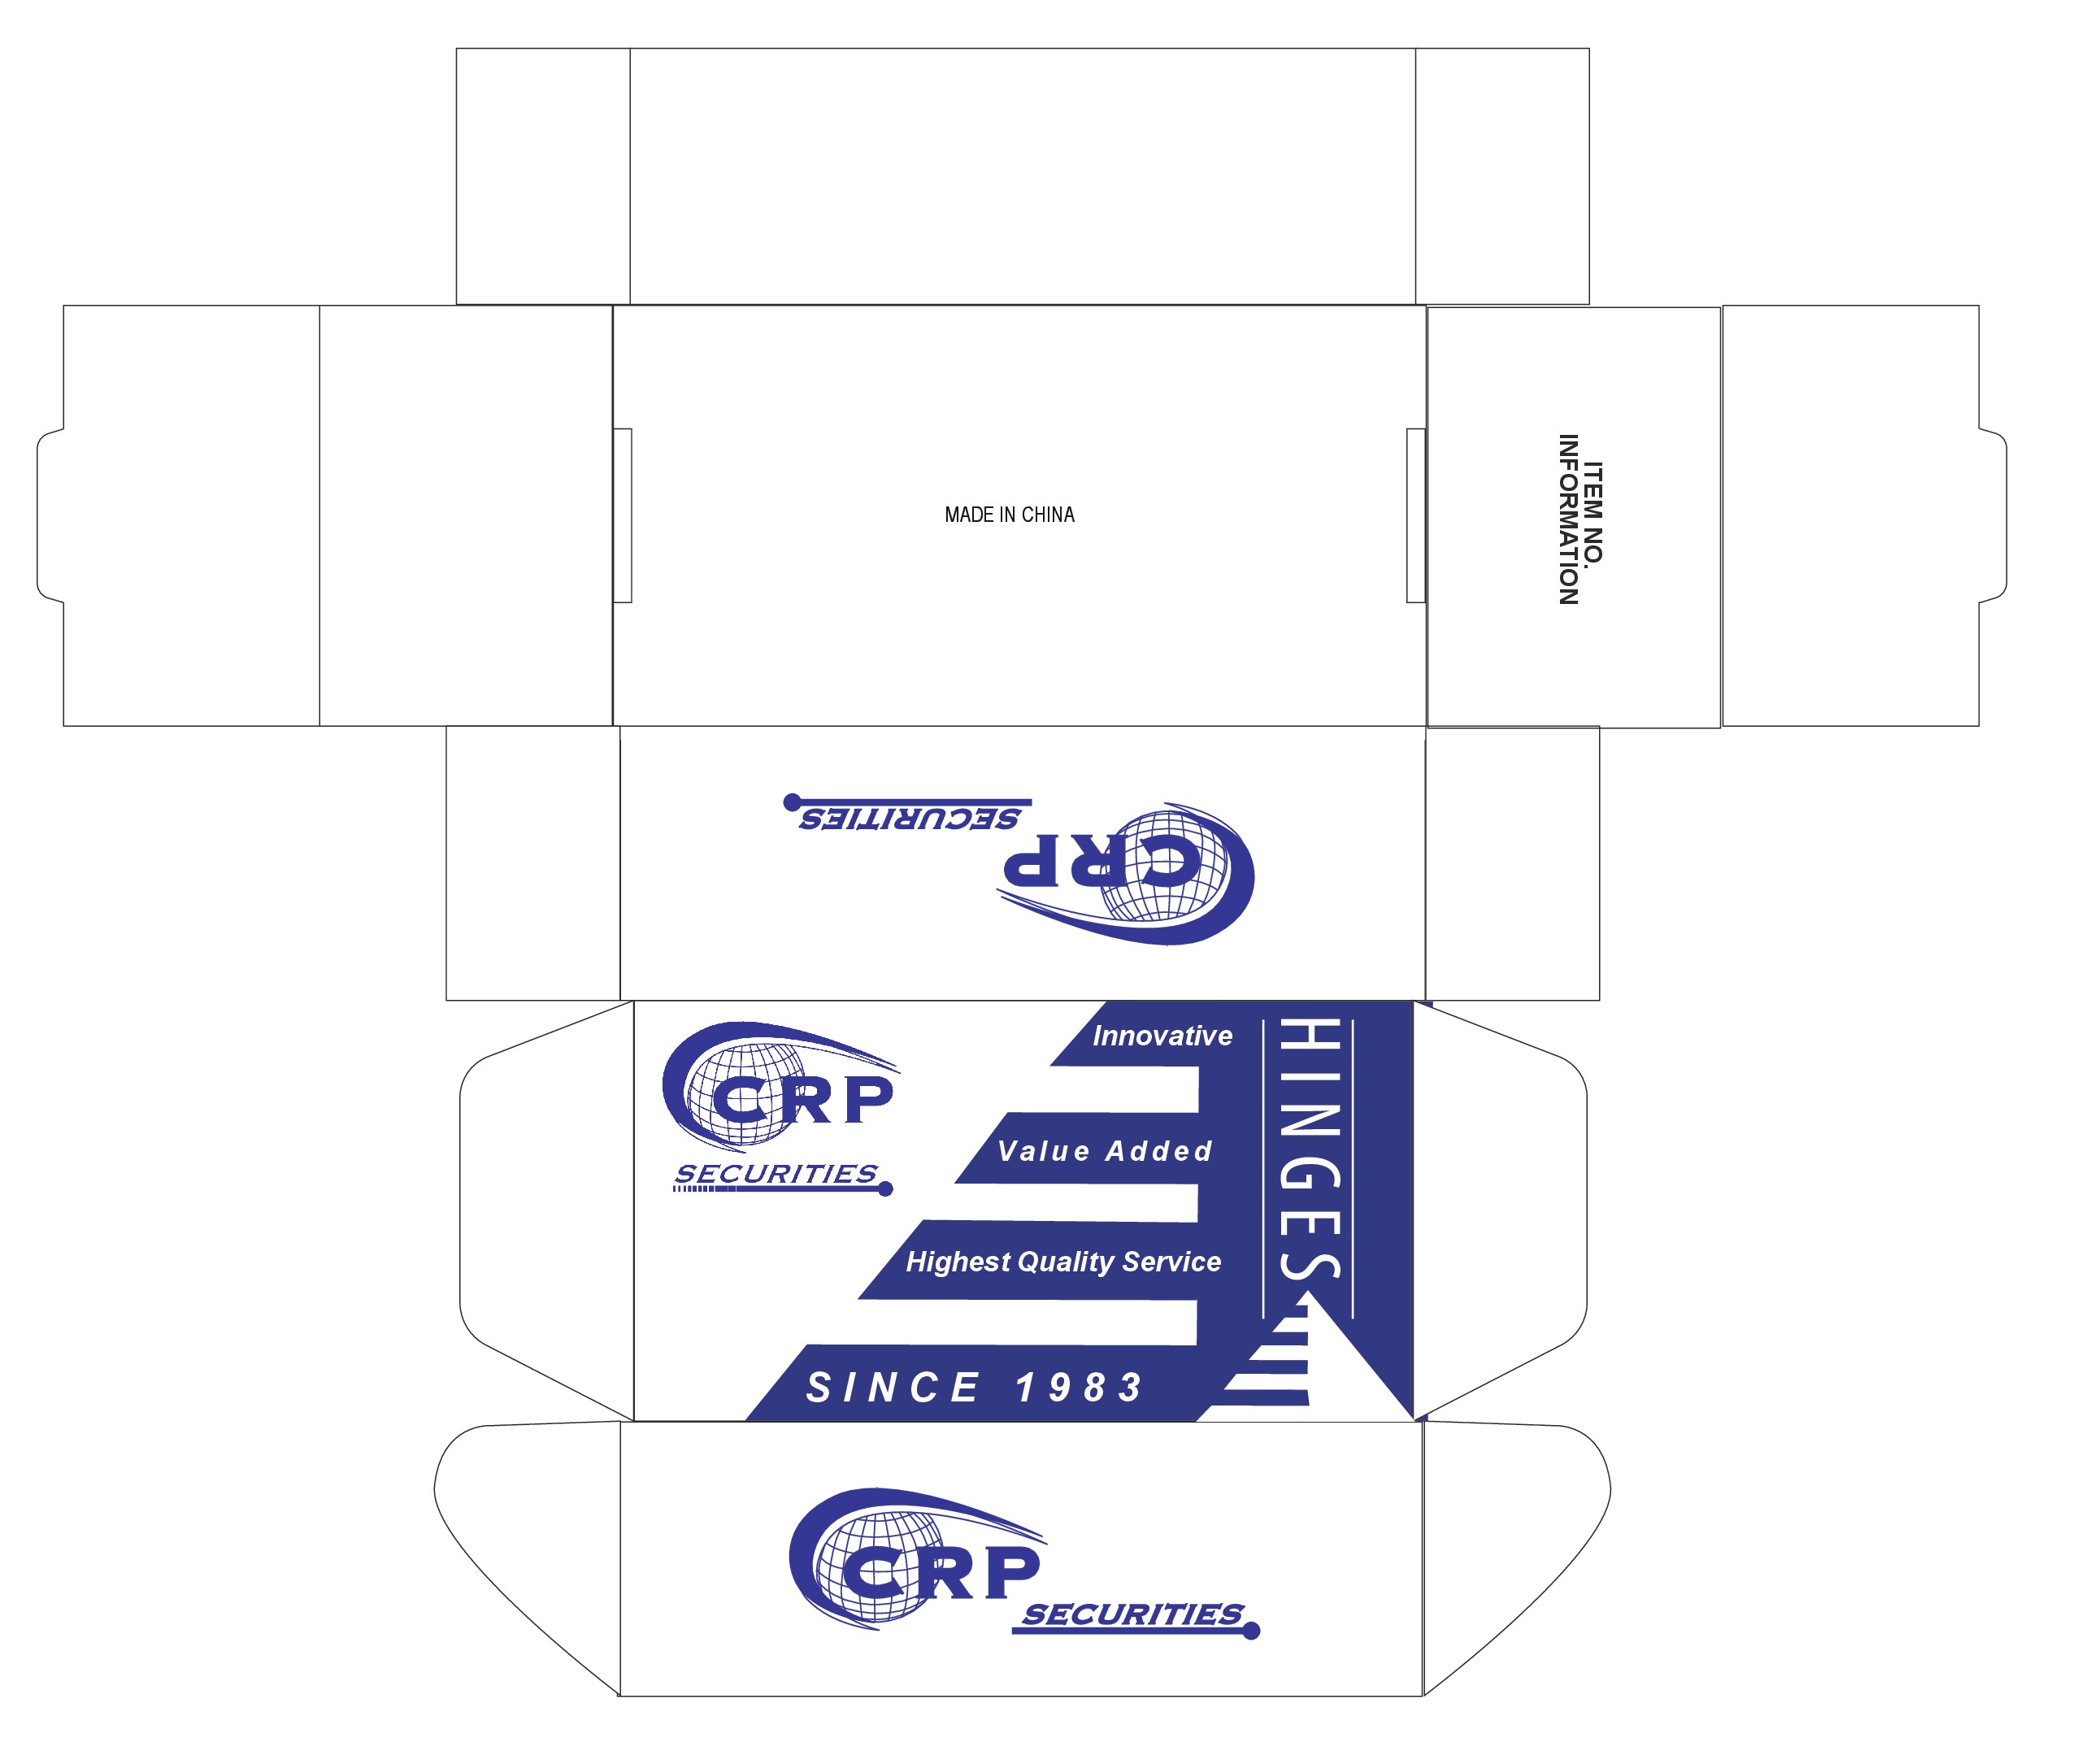 MADE IN CHINA
ITEM NO.
INFORMATION
CRP
SECURITIES
CRP
SECURITIES
Innovative
Value Added
Highest Quality Service
SINCE 1983
HINGES
CRP
SECURITIES